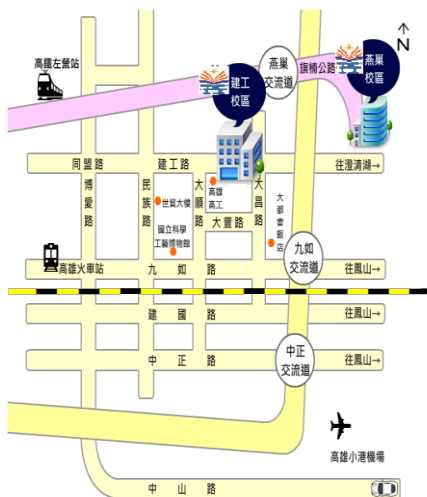 N
高鐵左營站
建工
校區
燕巢
交流道
旗楠公路
燕巢
校區
同盟路
建工路
往澄清湖→
博愛路
民族路
世貿大樓
國立科學
工藝博物館
大順路
高雄
高工
大豐路
大昌路
大都會飯店
九如
交流道
高雄火車站
九如路
往鳳山→
建國路
往鳳山→
中正路
中正
交流道
往鳳山→
高雄小港機場
中山路